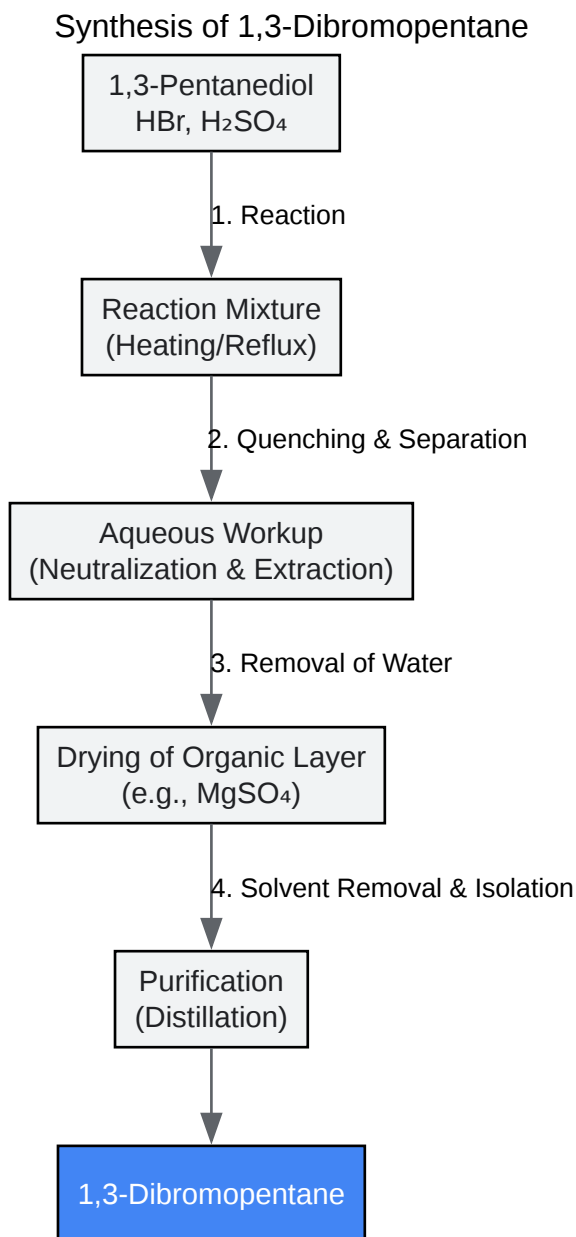 Synthesis of 1,3-Dibromopentane
1,3-Pentanediol
HBr, H₂SO₄
1. Reaction
Reaction Mixture
(Heating/Reflux)
2. Quenching & Separation
Aqueous Workup
(Neutralization & Extraction)
3. Removal of Water
Drying of Organic Layer
(e.g., MgSO₄)
4. Solvent Removal & Isolation
Purification
(Distillation)
1,3-Dibromopentane